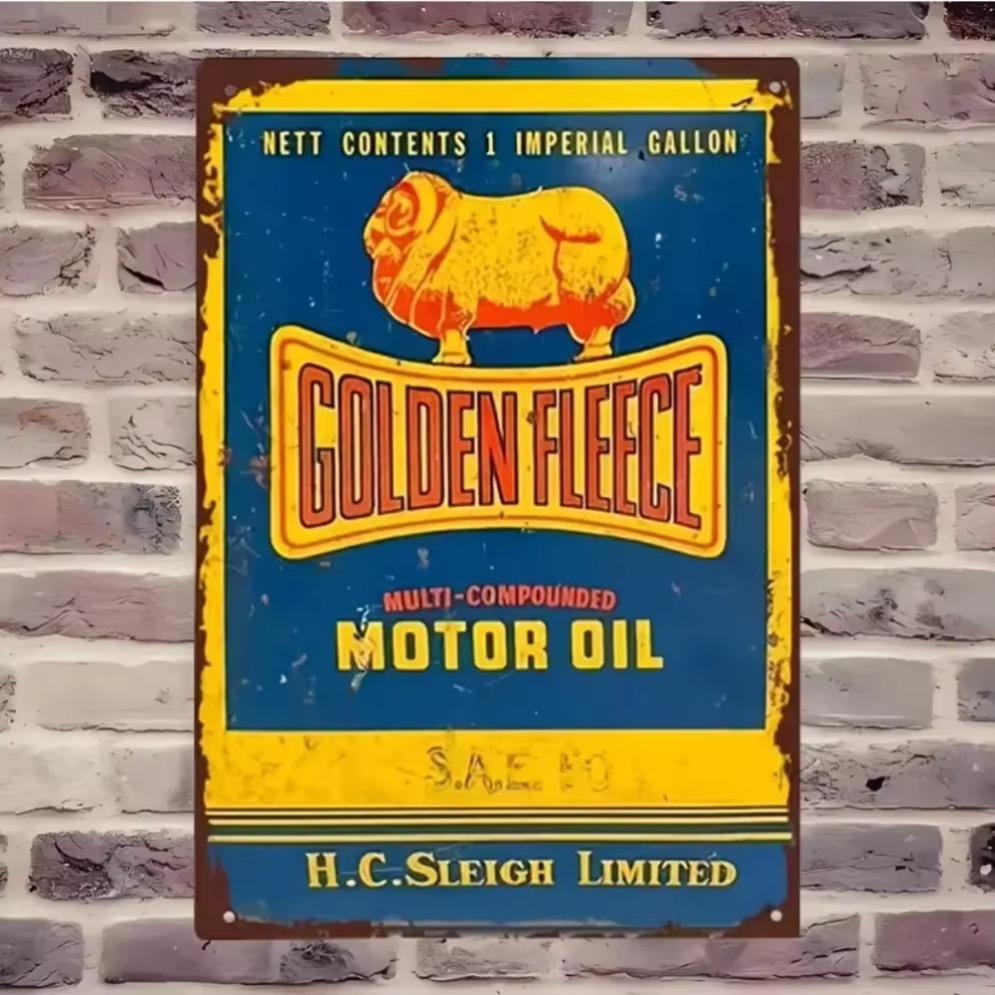 NETT CONTENTS 1 IMPERIAL GALLON
GOLDEN FLEECE
MULTI-COMPOUNDED
MOTOR OIL
S.A.E.
H.C.SLEIGH LIMITED